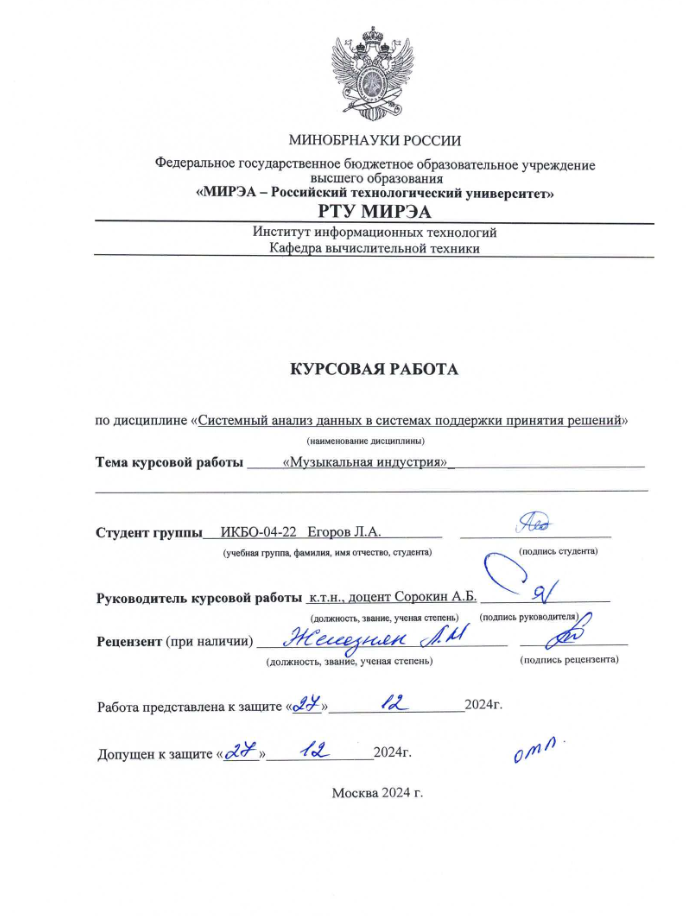 МИНОБРНАУКИ РОССИИ
Федеральное государственное бюджетное образовательное учреждение
высшего образования
«МИРЭА – Российский технологический университет»
РТУ МИРЭА
Институт информационных технологий
Кафедра вычислительной техники
КУРСОВАЯ РАБОТА
по дисциплине «Системный анализ данных в системах поддержки принятия решений»
(наименование дисциплины)
Тема курсовой работы «Музыкальная индустрия»
Студент группы ИКБО-04-22 Егоров Л.А.
(учебная группа, фамилия, имя отчество, студента) (подпись студента)
Руководитель курсовой работы к.т.н., доцент Сорокин А.Б.
(должность, звание, ученая степень) (подпись руководителя)
Рецензент (при наличии) Железняк Л.М
(должность, звание, ученая степень) (подпись рецензента)
Работа представлена к защите «27» 12 2024г.
Допущен к защите «27» 12 2024г.
отл.
Москва 2024 г.